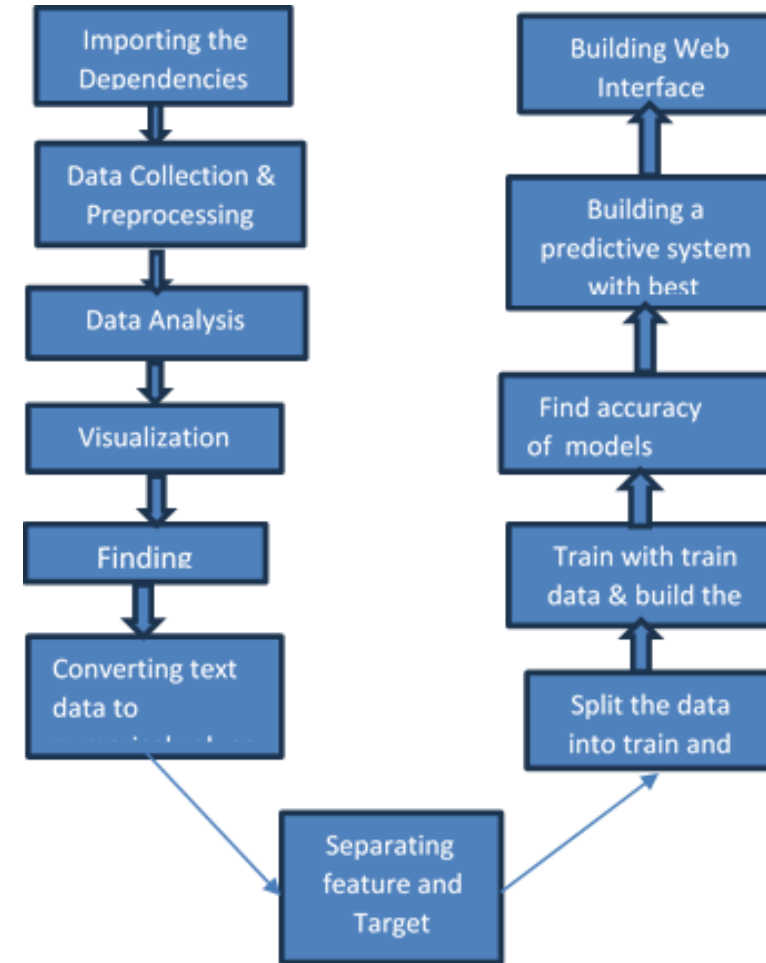 Importing the
Dependencies
Data Collection &
Preprocessing
Data Analysis
Visualization
Finding
Converting text
data to
Separating
feature and
Target
Split the data
into train and
Train with train
data & build the
Find accuracy
of models
Building a
predictive system
with best
Building Web
Interface